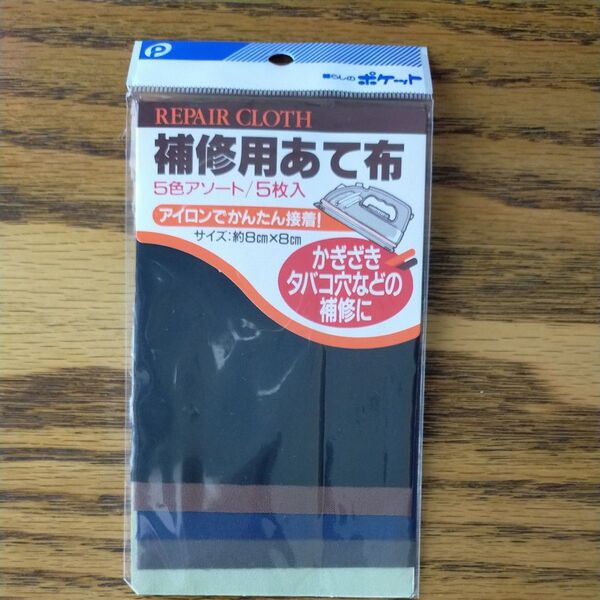 P
暮らしの ポケット
REPAIR CLOTH
補修用あて布
5色アソート/5枚入
アイロンでかんたん接着!
サイズ:約8cm×8cm
かぎざき
タバコ穴などの
補修に